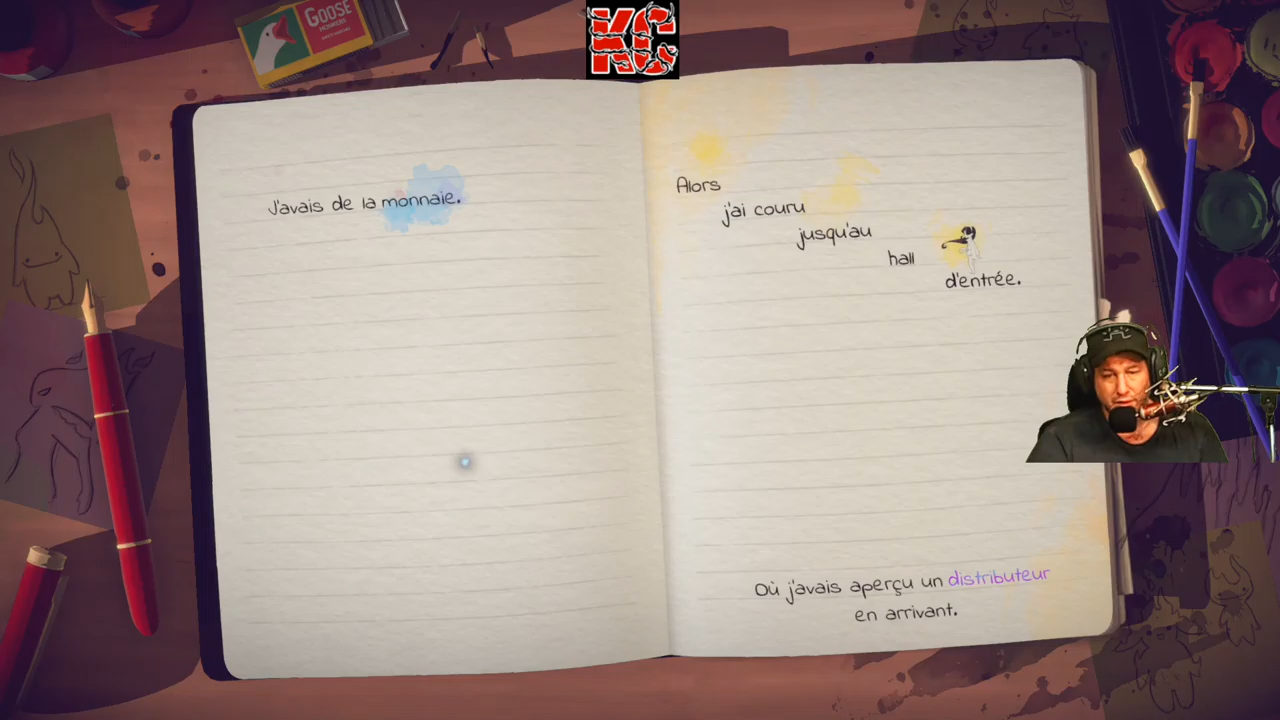 GOOSE
KC
J'avais de la monnaie.
Alors
j'ai couru
jusqu'au
hall
d'entrée.
Où j'avais aperçu un distributeur
en arrivant.